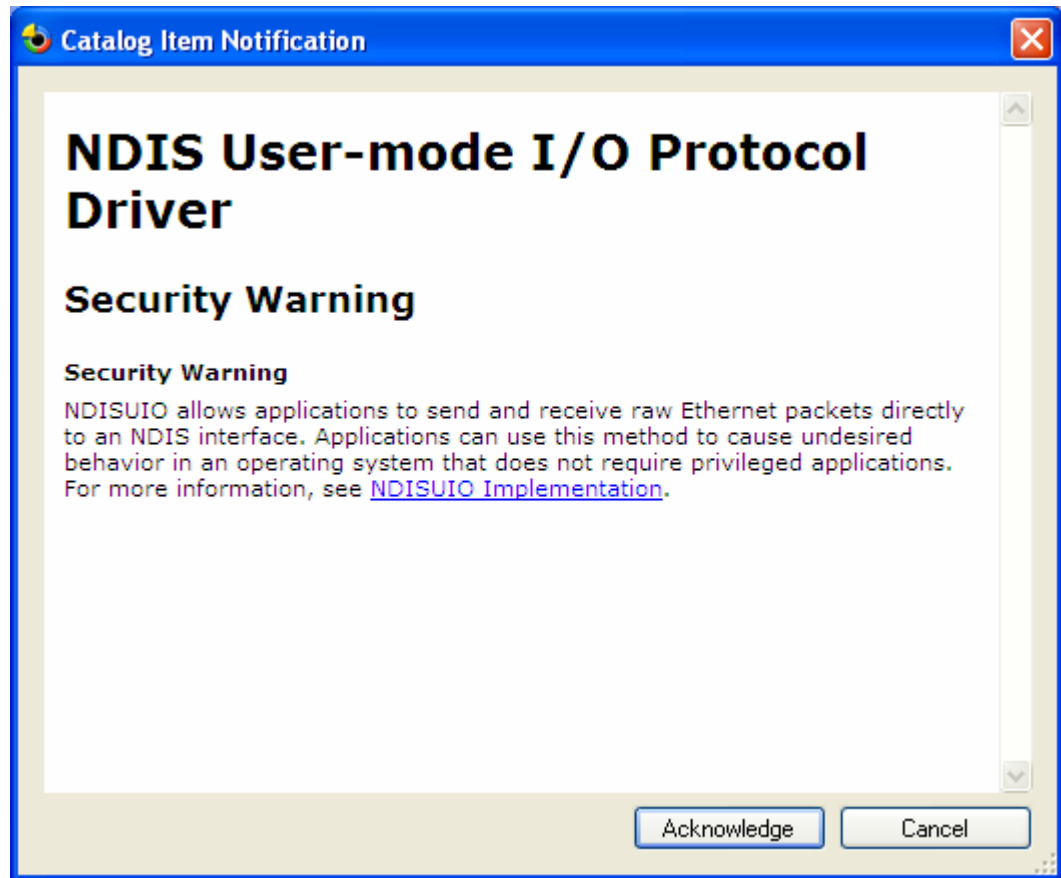 Catalog Item Notification
NDIS User-mode I/O Protocol
Driver
Security Warning
Security Warning
NDISUIO allows applications to send and receive raw Ethernet packets directly
to an NDIS interface. Applications can use this method to cause undesired
behavior in an operating system that does not require privileged applications.
For more information, see NDISUIO Implementation.
Acknowledge
Cancel